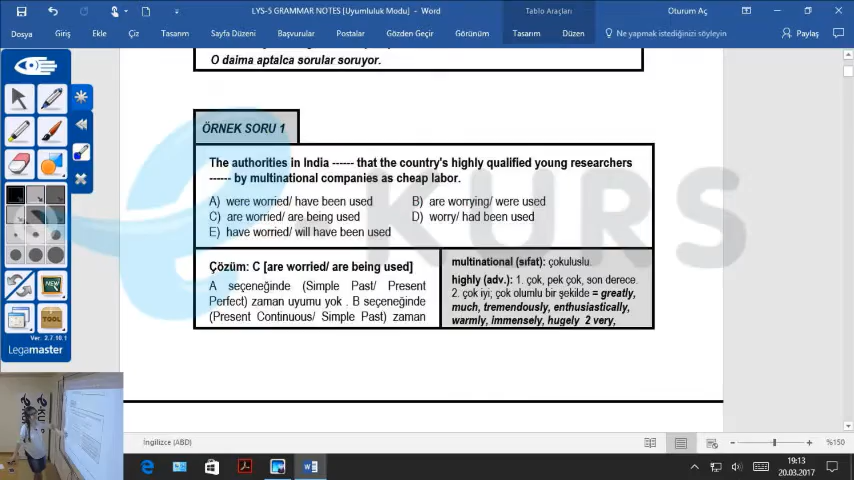 LYS-5 GRAMMAR NOTES [Uyumluluk Modu] - Word
Tablo Araçları
Oturum Aç
Dosya Giriş Ekle Çiz Tasarım Sayfa Düzeni Başvurular Postalar Gözden Geçir Görünüm Tasarım Düzen Ne yapmak istediğinizi söyleyin Paylaş
O daima aptalca sorular soruyor.
ÖRNEK SORU 1
The authorities in India ------ that the country's highly qualified young researchers
------ by multinational companies as cheap labor.
A) were worried/ have been used B) are worrying/ were used
C) are worried/ are being used D) worry/ had been used
E) have worried/ will have been used
Çözüm: C [are worried/ are being used]
A seçeneğinde (Simple Past/ Present
Perfect) zaman uyumu yok . B seçeneğinde
(Present Continuous/ Simple Past) zaman
multinational (sıfat): çokuluslu.
highly (adv.): 1. çok, pek çok, son derece.
2. çok iyi; çok olumlu bir şekilde = greatly,
much, tremendously, enthusiastically,
warmly, immensely, hugely 2 very,
e KURS
NEW
TOOL
Ver. 2.7.10.1
Legamaster
İngilizce (ABD)
%150
19:13
20.03.2017